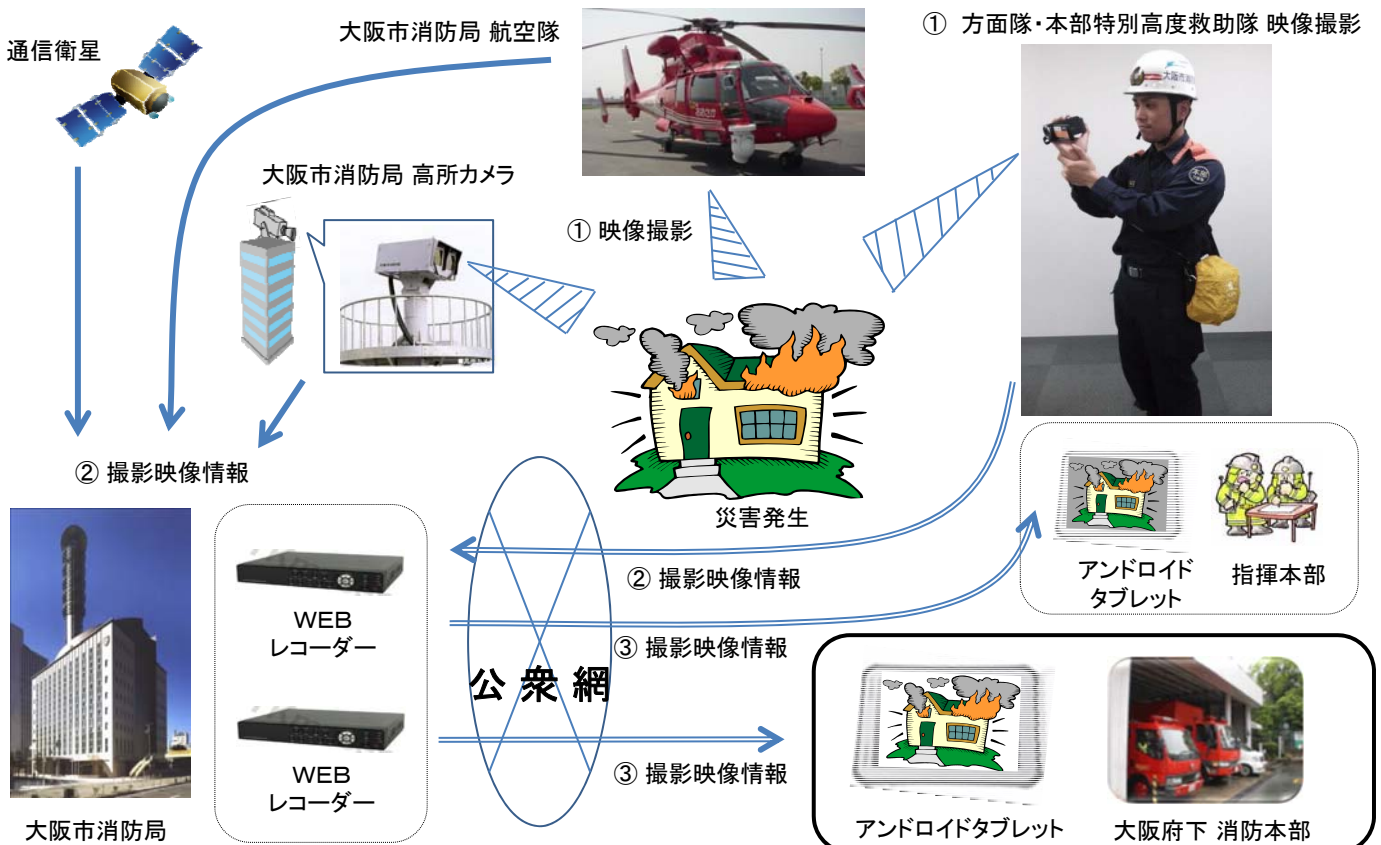 通信衛星
大阪市消防局 航空隊
① 方面隊・本部特別高度救助隊 映像撮影
大阪市消防局 高所カメラ
① 映像撮影
② 撮影映像情報
災害発生
② 撮影映像情報
③ 撮影映像情報
公衆網
③ 撮影映像情報
WEB
レコーダー
WEB
レコーダー
大阪市消防局
アンドロイド
タブレット
指揮本部
アンドロイドタブレット
大阪府下 消防本部